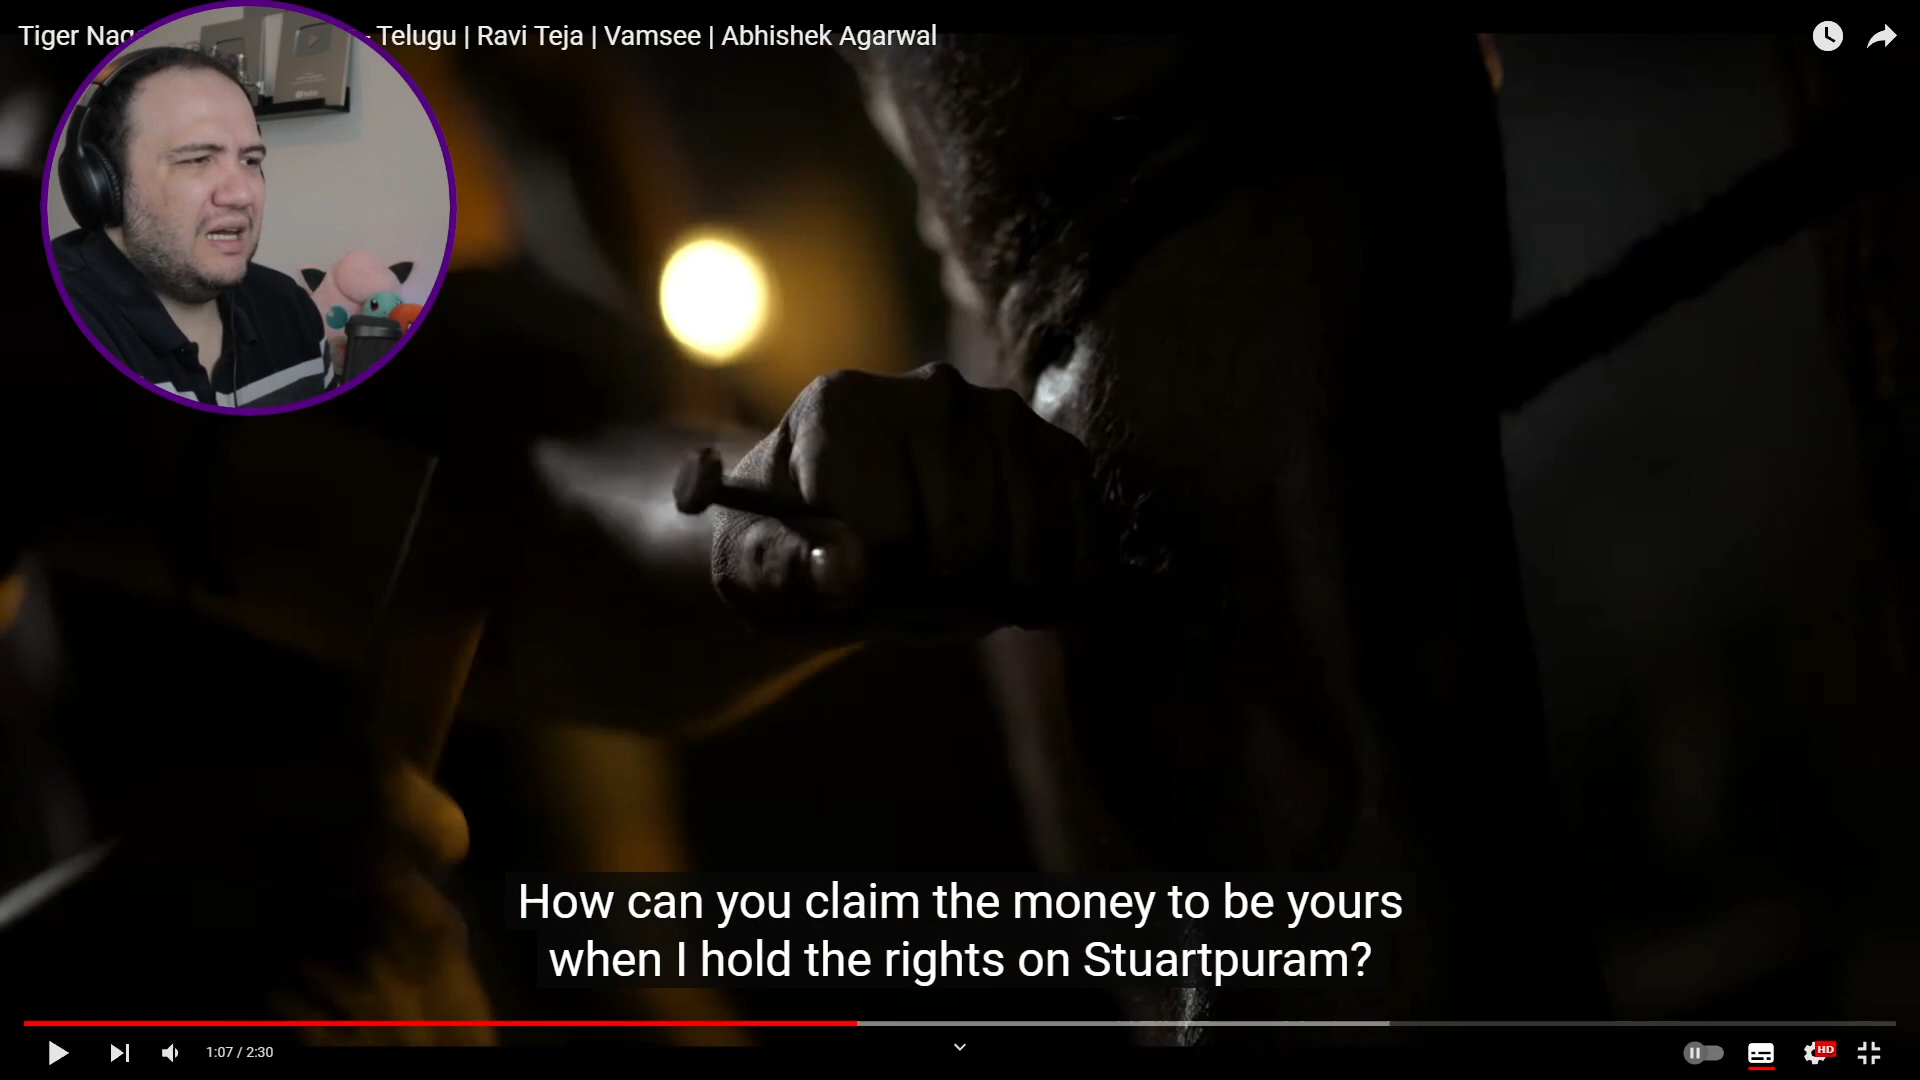 Tiger Nag Telugu | Ravi Teja | Vamsee | Abhishek Agarwal
How can you claim the money to be yours
when I hold the rights on Stuartpuram?
1:07 / 2:30
HD